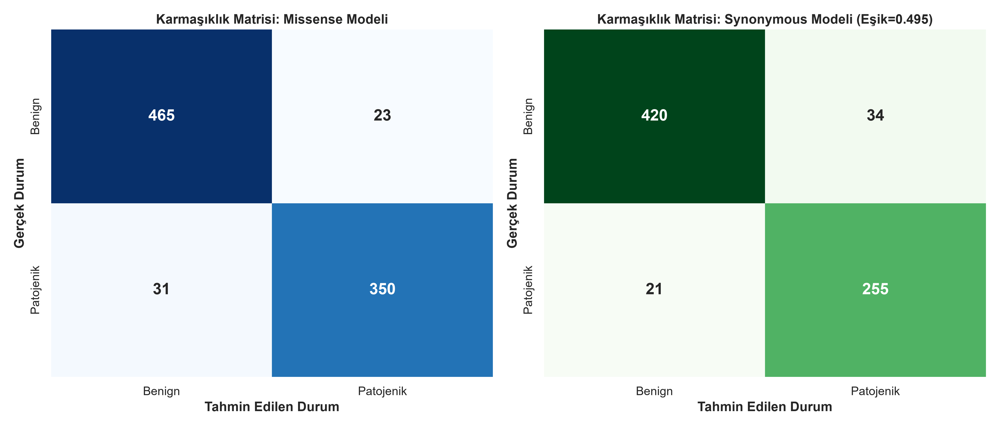 Karmaşıklık Matrisi: Missense Modeli
Gerçek Durum
Benign
Patojenik
465
23
31
350
Benign
Patojenik
Tahmin Edilen Durum
Karmaşıklık Matrisi: Synonymous Modeli (Eşik=0.495)
Gerçek Durum
Benign
Patojenik
420
34
21
255
Benign
Patojenik
Tahmin Edilen Durum